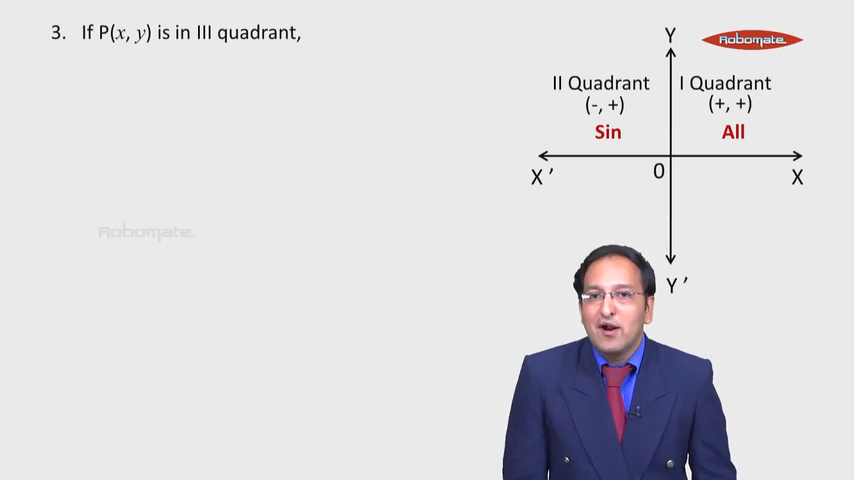 3. If P(x, y) is in III quadrant,
Y
Robomate
II Quadrant
(-, +)
Sin
I Quadrant
(+, +)
All
X ’
0
X
Y ’
Robomate